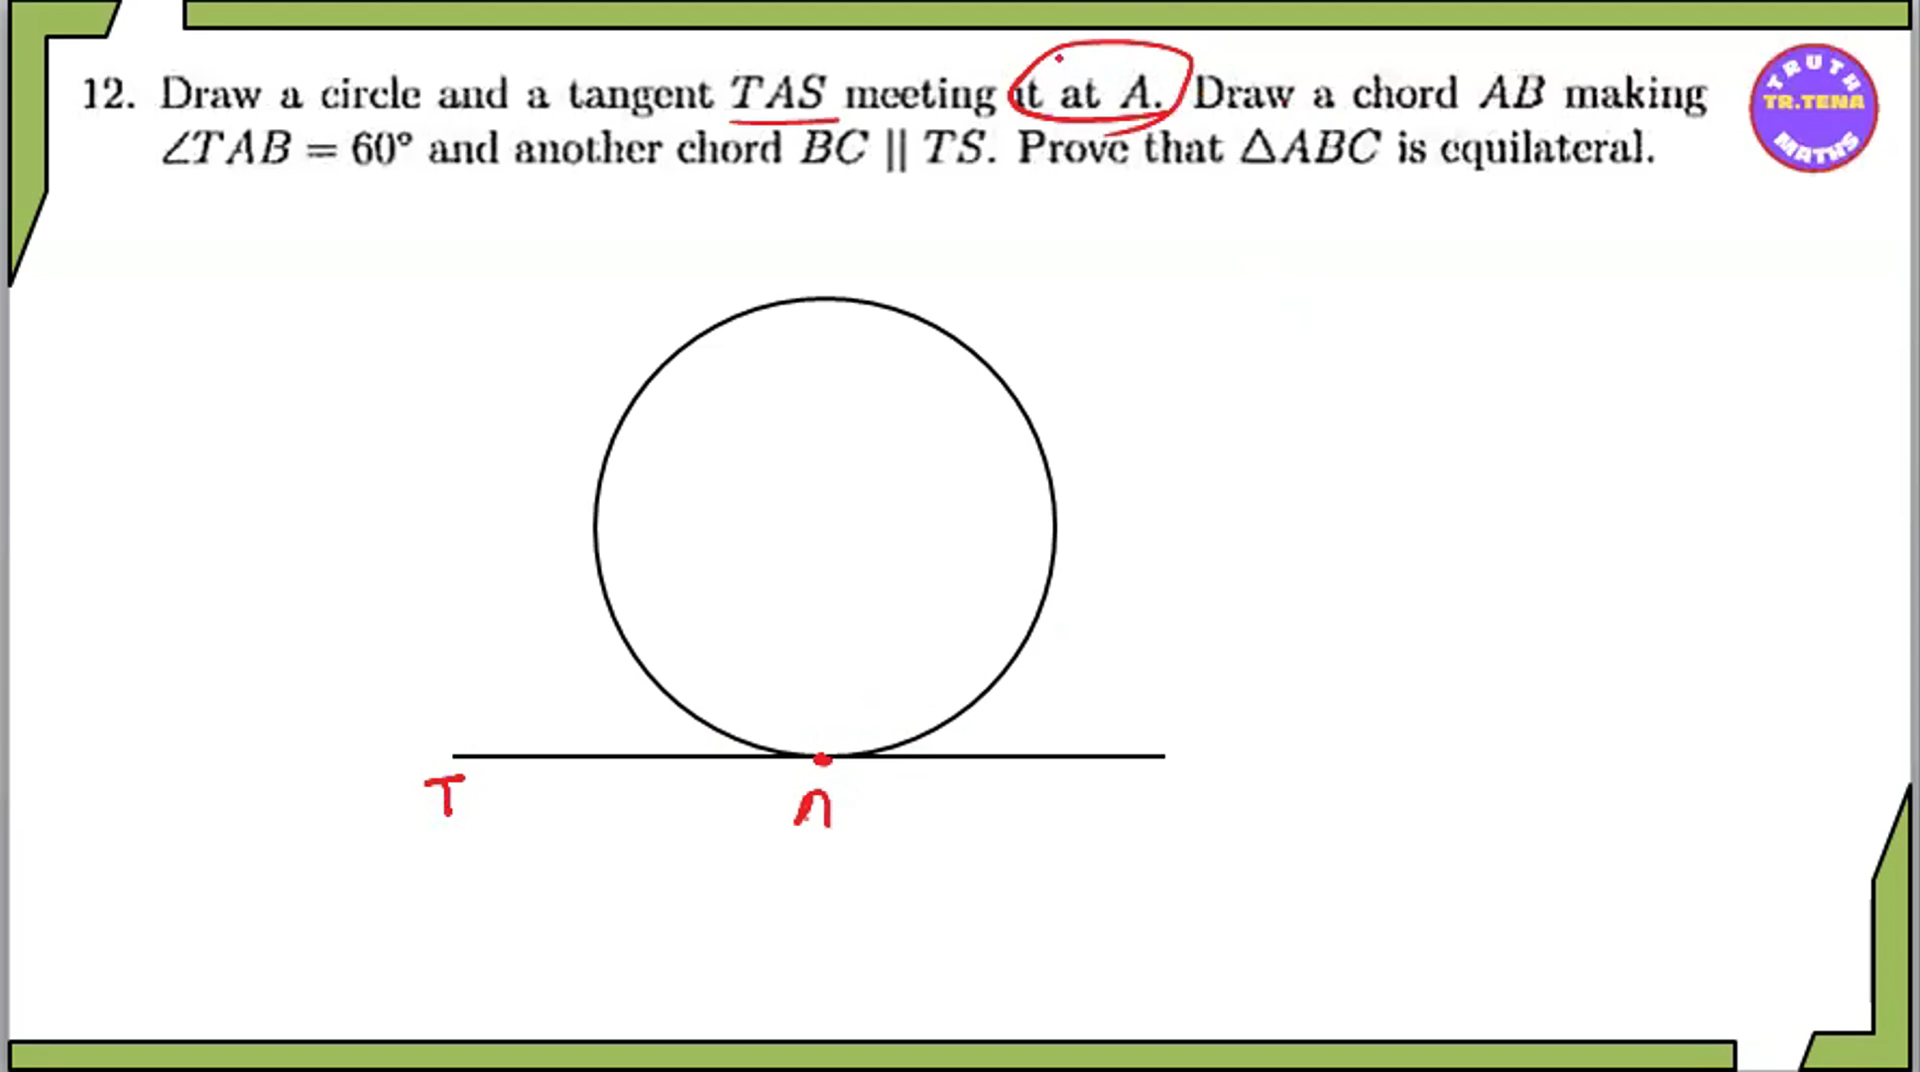 12. Draw a circle and a tangent TAS meeting it at A. Draw a chord AB making
∠TAB = 60° and another chord BC || TS. Prove that △ABC is equilateral.
TRUTH
TR.TENA
MATHS
T
A